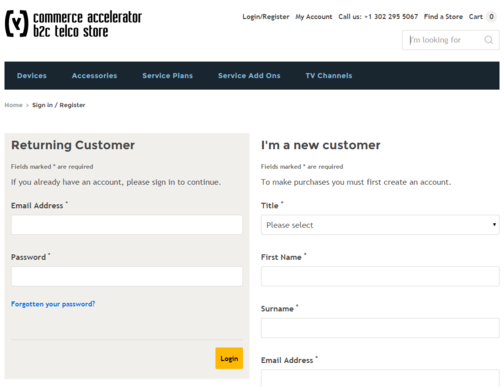 commerce accelerator
b2c telco store
Login/Register My Account Call us: +1 302 295 5067 Find a Store Cart 0
I'm looking for
Devices Accessories Service Plans Service Add Ons TV Channels
Home » Sign in / Register
Returning Customer
Fields marked * are required
If you already have an account, please sign in to continue.
Email Address *
Password *
Forgotten your password?
Login
I'm a new customer
Fields marked * are required
To make purchases you must first create an account.
Title *
Please select
First Name *
Surname *
Email Address *